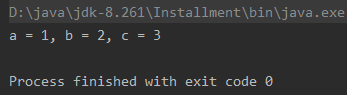 D:\java\jdk-8.261\Installment\bin\java.exe
a = 1, b = 2, c = 3
Process finished with exit code 0